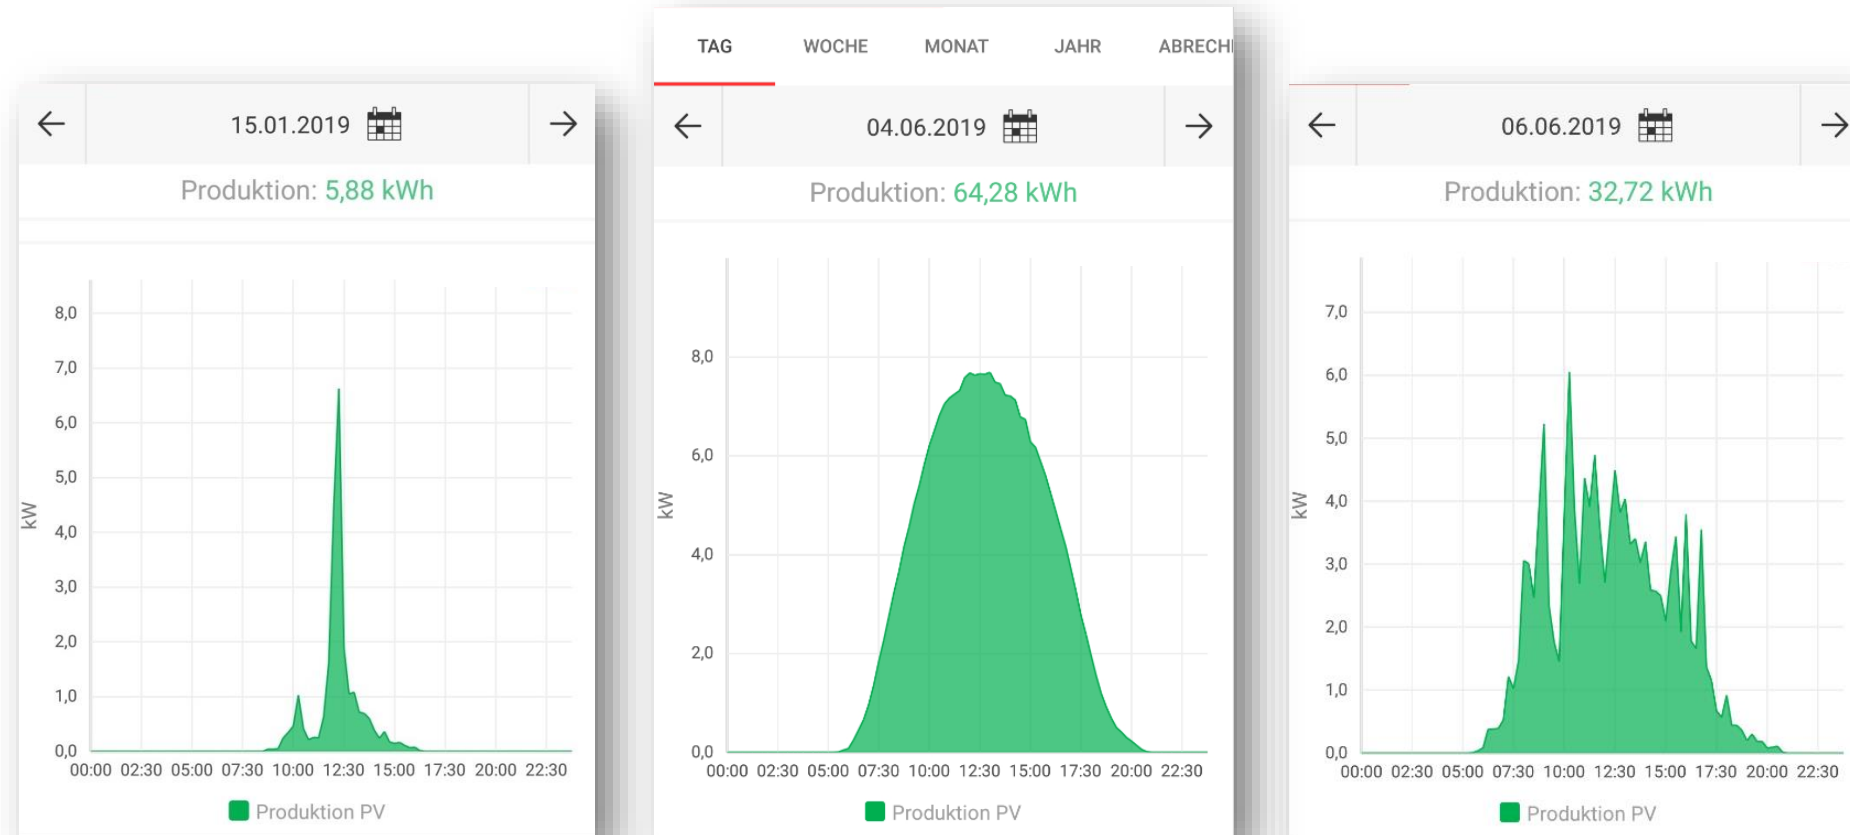 15.01.2019
Produktion: 5,88 kWh
8,0
7,0
6,0
5,0
4,0
3,0
2,0
1,0
0,0
kW
00:00 02:30 05:00 07:30 10:00 12:30 15:00 17:30 20:00 22:30
Produktion PV
TAG WOCHE MONAT JAHR ABRECH
04.06.2019
Produktion: 64,28 kWh
8,0
6,0
4,0
2,0
0,0
kW
00:00 02:30 05:00 07:30 10:00 12:30 15:00 17:30 20:00 22:30
Produktion PV
06.06.2019
Produktion: 32,72 kWh
7,0
6,0
5,0
4,0
3,0
2,0
1,0
0,0
kW
00:00 02:30 05:00 07:30 10:00 12:30 15:00 17:30 20:00 22:30
Produktion PV